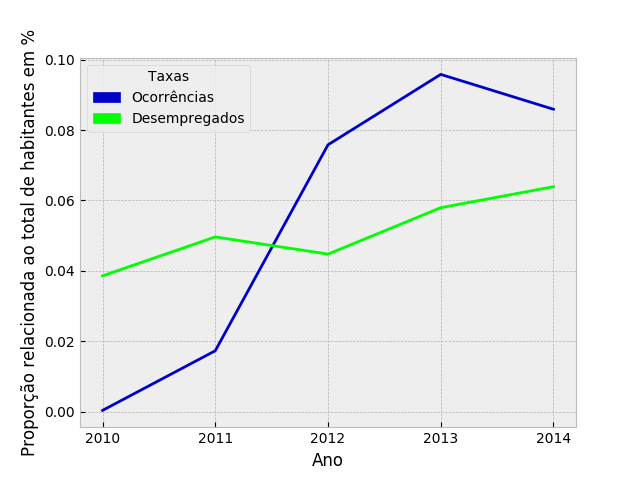 Proporção relacionada ao total de habitantes em %
0.10
0.08
0.06
0.04
0.02
0.00
Taxas
Ocorrências
Desempregados
2010 2011 2012 2013 2014
Ano